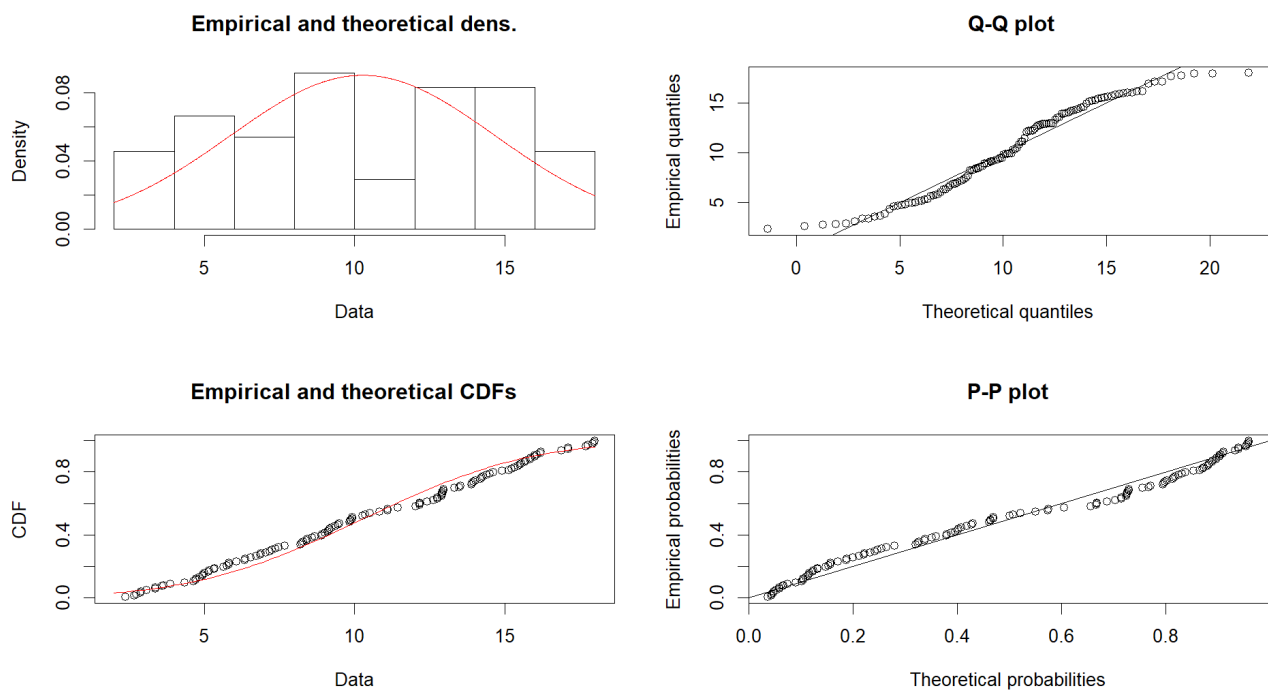 Empirical and theoretical dens.
Density
0.00
0.04
0.08
5
10
15
Data
Q-Q plot
Empirical quantiles
5
10
15
0
5
10
15
20
Theoretical quantiles
Empirical and theoretical CDFs
CDF
0.0
0.4
0.8
5
10
15
Data
P-P plot
Empirical probabilities
0.0
0.4
0.8
0.0
0.2
0.4
0.6
0.8
Theoretical probabilities